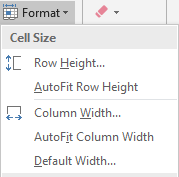 Format
Cell Size
Row Height...
AutoFit Row Height
Column Width...
AutoFit Column Width
Default Width...